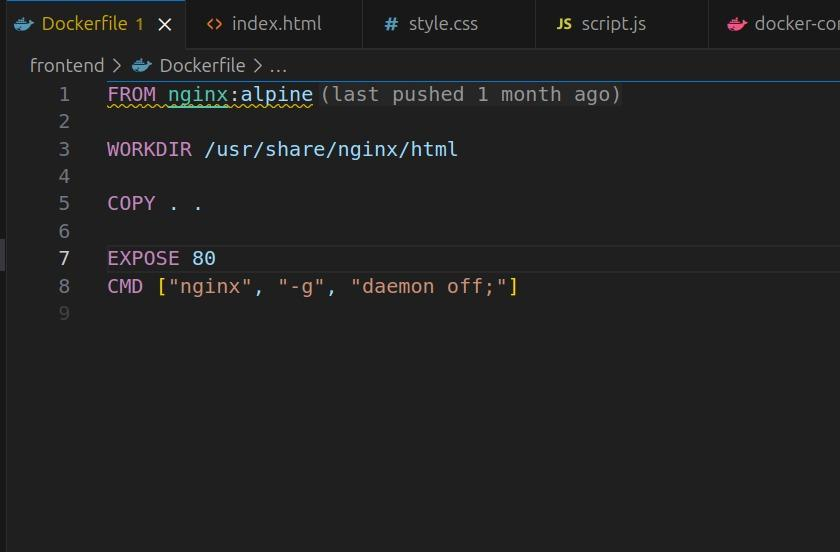 Dockerfile 1 index.html style.css script.js docker-con
frontend > Dockerfile > ...
1 FROM nginx:alpine (last pushed 1 month ago)
2
3 WORKDIR /usr/share/nginx/html
4
5 COPY . .
6
7 EXPOSE 80
8 CMD ["nginx", "-g", "daemon off;"]
9